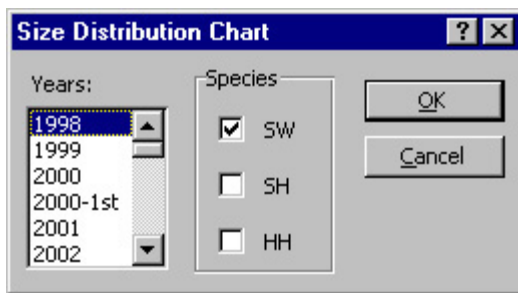 Size Distribution Chart
Years:
1998
1999
2000
2000-1st
2001
2002
Species
SW
SH
HH
OK
Cancel